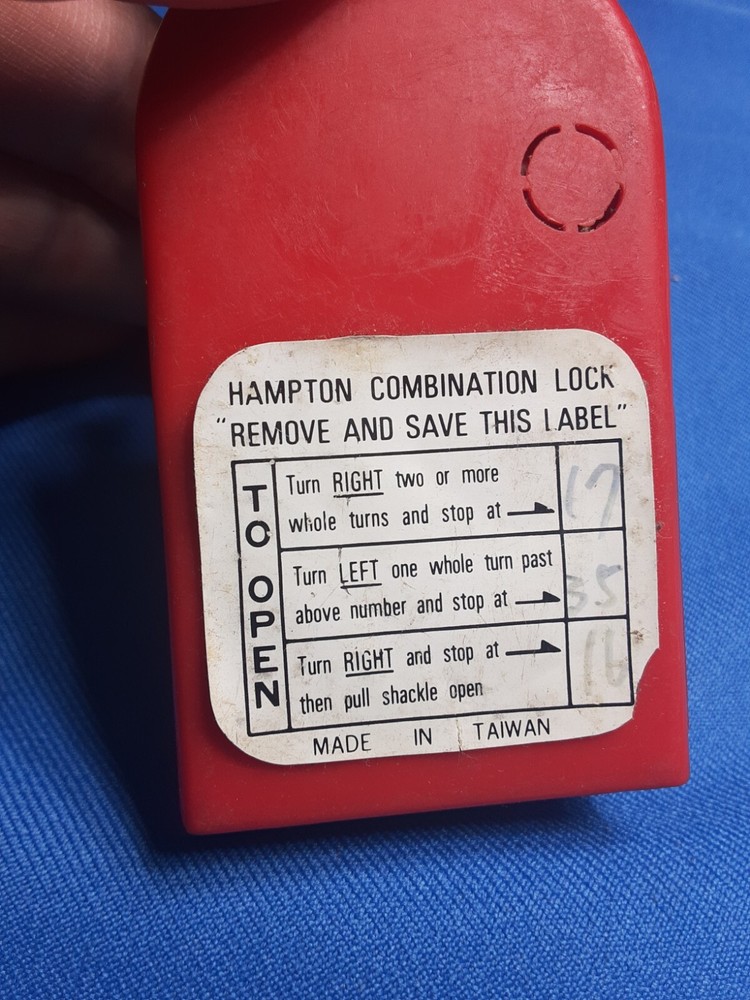 HAMPTON COMBINATION LOCK
"REMOVE AND SAVE THIS LABEL"
TO OPEN
Turn RIGHT two or more
whole turns and stop at
17
Turn LEFT one whole turn past
above number and stop at
35
Turn RIGHT and stop at
then pull shackle open
16
MADE IN TAIWAN